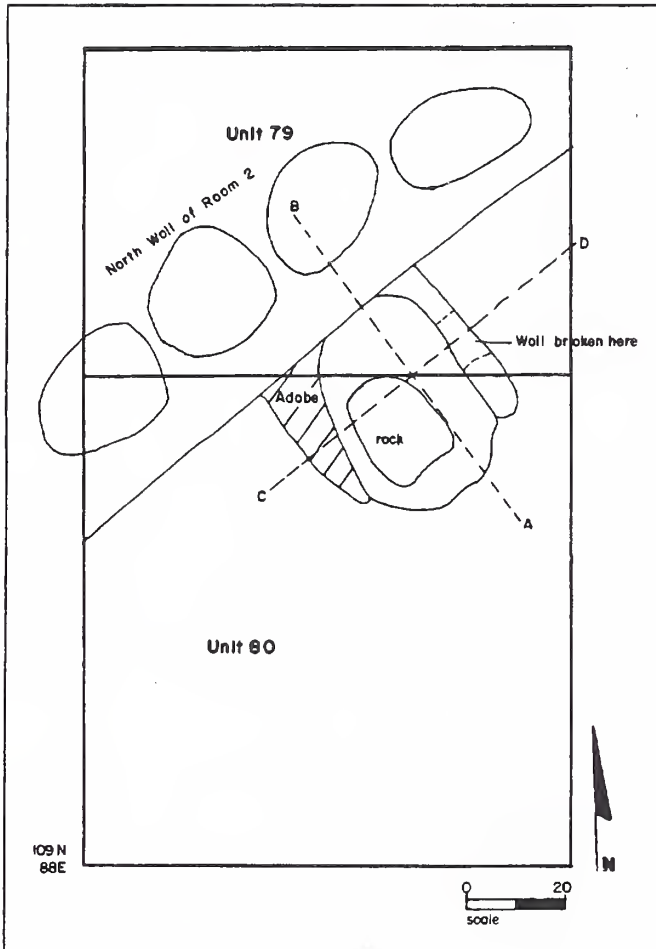 Unit 79
North Wall of Room 2
B
D
Wall broken here
Adobe
rock
C
A
Unit 80
109 N
88E
N
0 20
scale